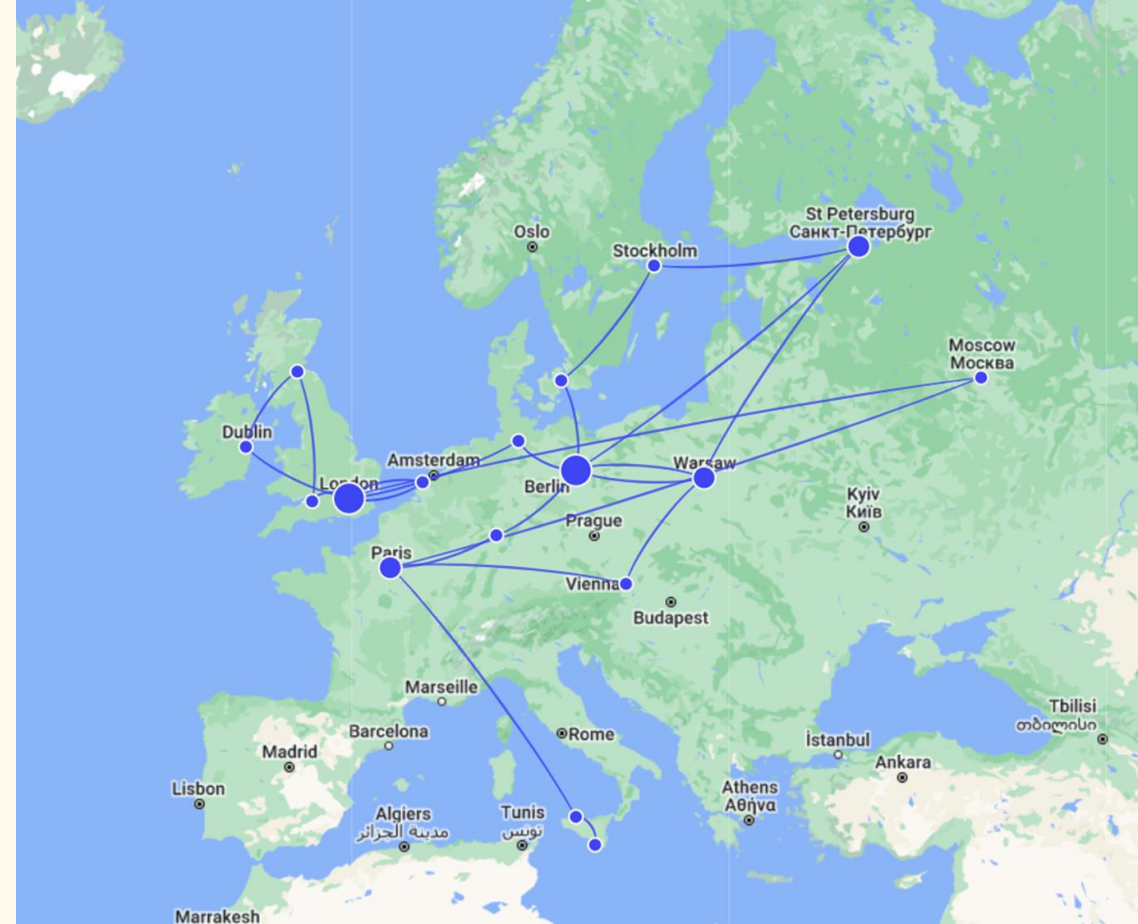 St Petersburg
Санкт-Петербург
Oslo
Stockholm
Moscow
Москва
Dublin
Amsterdam
Warsaw
London
Berlin
Kyiv
Київ
Prague
Paris
Vienna
Budapest
Marseille
Tbilisi
თბილისი
Barcelona
Rome
İstanbul
Madrid
Ankara
Lisbon
Athens
Αθήνα
Algiers
مدينة الجزائر
Tunis
تونس
Marrakesh